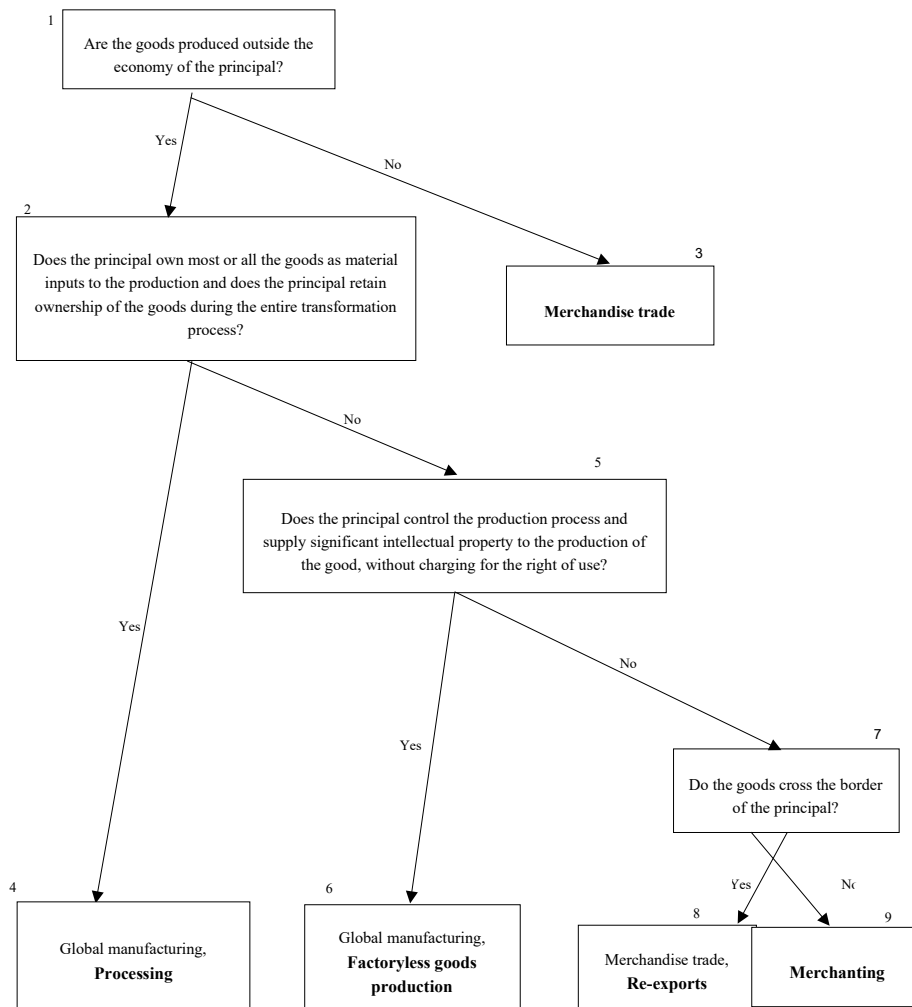 1
Are the goods produced outside the
economy of the principal?
Yes
No
2
Does the principal own most or all the goods as material
inputs to the production and does the principal retain
ownership of the goods during the entire transformation
process?
3
Merchandise trade
No
5
Does the principal control the production process and
supply significant intellectual property to the production of
the good, without charging for the right of use?
Yes
No
Yes
7
Do the goods cross the border
of the principal?
Yes
No
4
Global manufacturing,
Processing
6
Global manufacturing,
Factoryless goods
production
8
Merchandise trade,
Re-exports
9
Merchanting